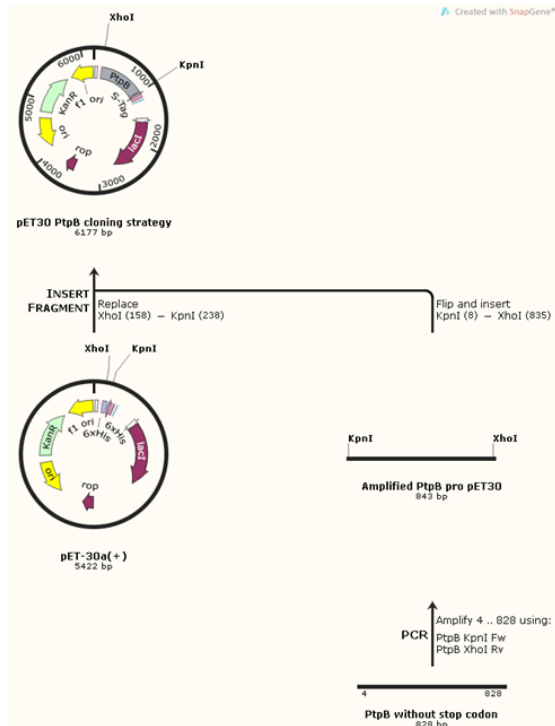 Created with SnapGene®
XhoI
KpnI
6000
1000
5000
2000
4000
3000
PtpB
S-Tag
lacI
rop
ori
KanR
f1 ori
pET30 PtpB cloning strategy
6177 bp
INSERT
FRAGMENT
Replace
XhoI (158) – KpnI (238)
Flip and insert
KpnI (8) – XhoI (835)
XhoI
KpnI
KanR
f1 ori
6xHis
6xHis
lacI
ori
rop
pET-30a(+)
5422 bp
KpnI
XhoI
Amplified PtpB pro pET30
843 bp
PCR
Amplify 4 .. 828 using:
PtpB KpnI Fw
PtpB XhoI Rv
4
828
PtpB without stop codon
828 bp